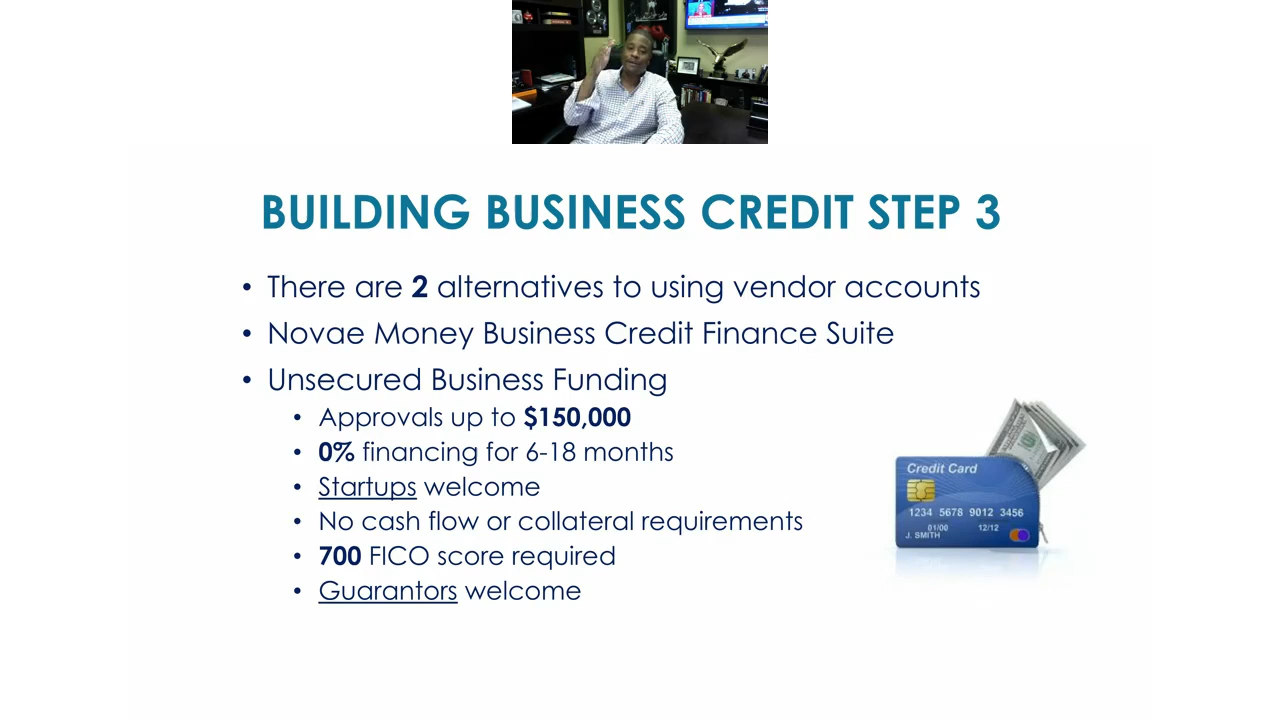 BUILDING BUSINESS CREDIT STEP 3
• There are 2 alternatives to using vendor accounts
• Novae Money Business Credit Finance Suite
• Unsecured Business Funding
• Approvals up to $150,000
• 0% financing for 6-18 months
• Startups welcome
• No cash flow or collateral requirements
• 700 FICO score required
• Guarantors welcome
Credit Card
1234 5678 9012 3456
01/00 12/12
J. SMITH